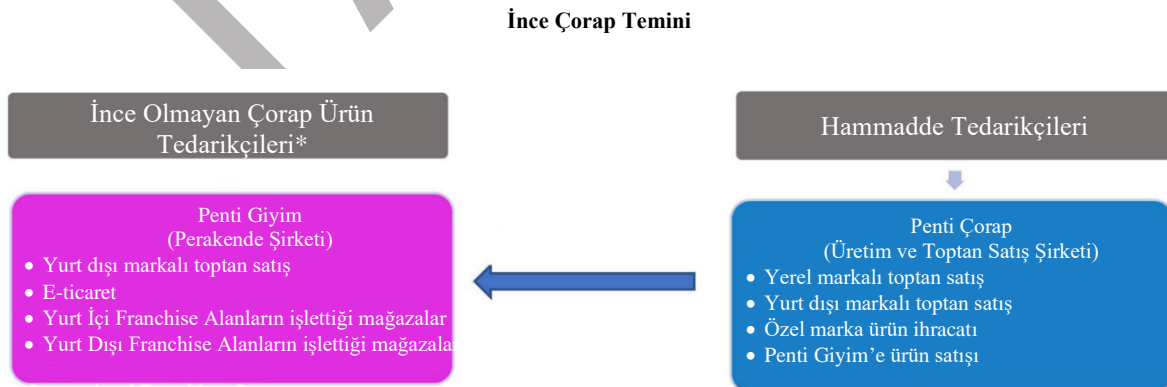 İnce Çorap Temini
İnce Olmayan Çorap Ürün
Tedarikçileri*
Penti Giyim
(Perakende Şirketi)
• Yurt dışı markalı toptan satış
• E-ticaret
• Yurt İçi Franchise Alanların işlettiği mağazalar
• Yurt Dışı Franchise Alanların işlettiği mağazala
Hammadde Tedarikçileri
Penti Çorap
(Üretim ve Toptan Satış Şirketi)
• Yerel markalı toptan satış
• Yurt dışı markalı toptan satış
• Özel marka ürün ihracatı
• Penti Giyim’e ürün satışı